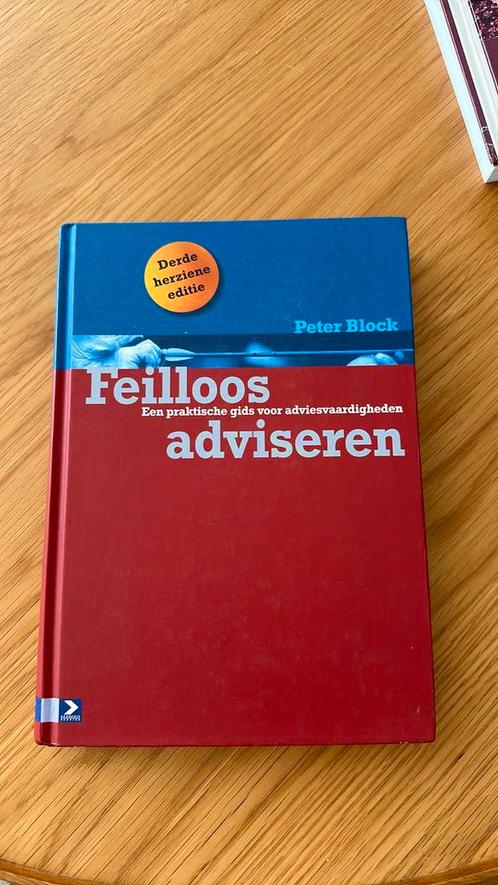 Derde
herziene
editie
Peter Block
Feilloos
Een praktische gids voor adviesvaardigheden
adviseren